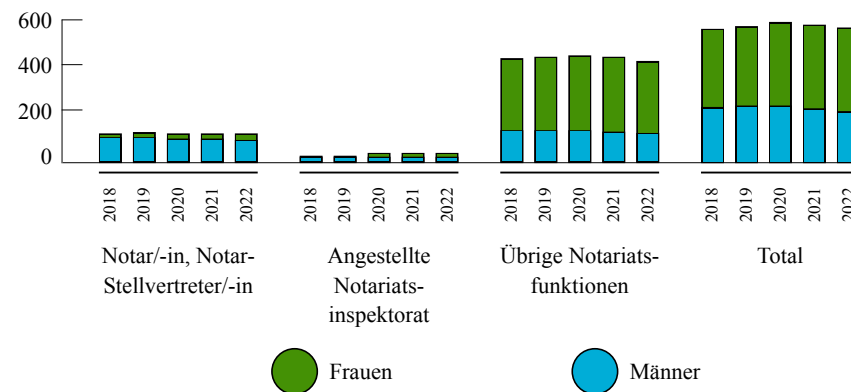 600
400
200
0
2018 2019 2020 2021 2022 2018 2019 2020 2021 2022 2018 2019 2020 2021 2022 2018 2019 2020 2021 2022
Notar/-in, Notar-
Stellvertreter/-in
Angestellte
Notariats-
inspektorat
Übrige Notariats-
funktionen
Total
Frauen
Männer